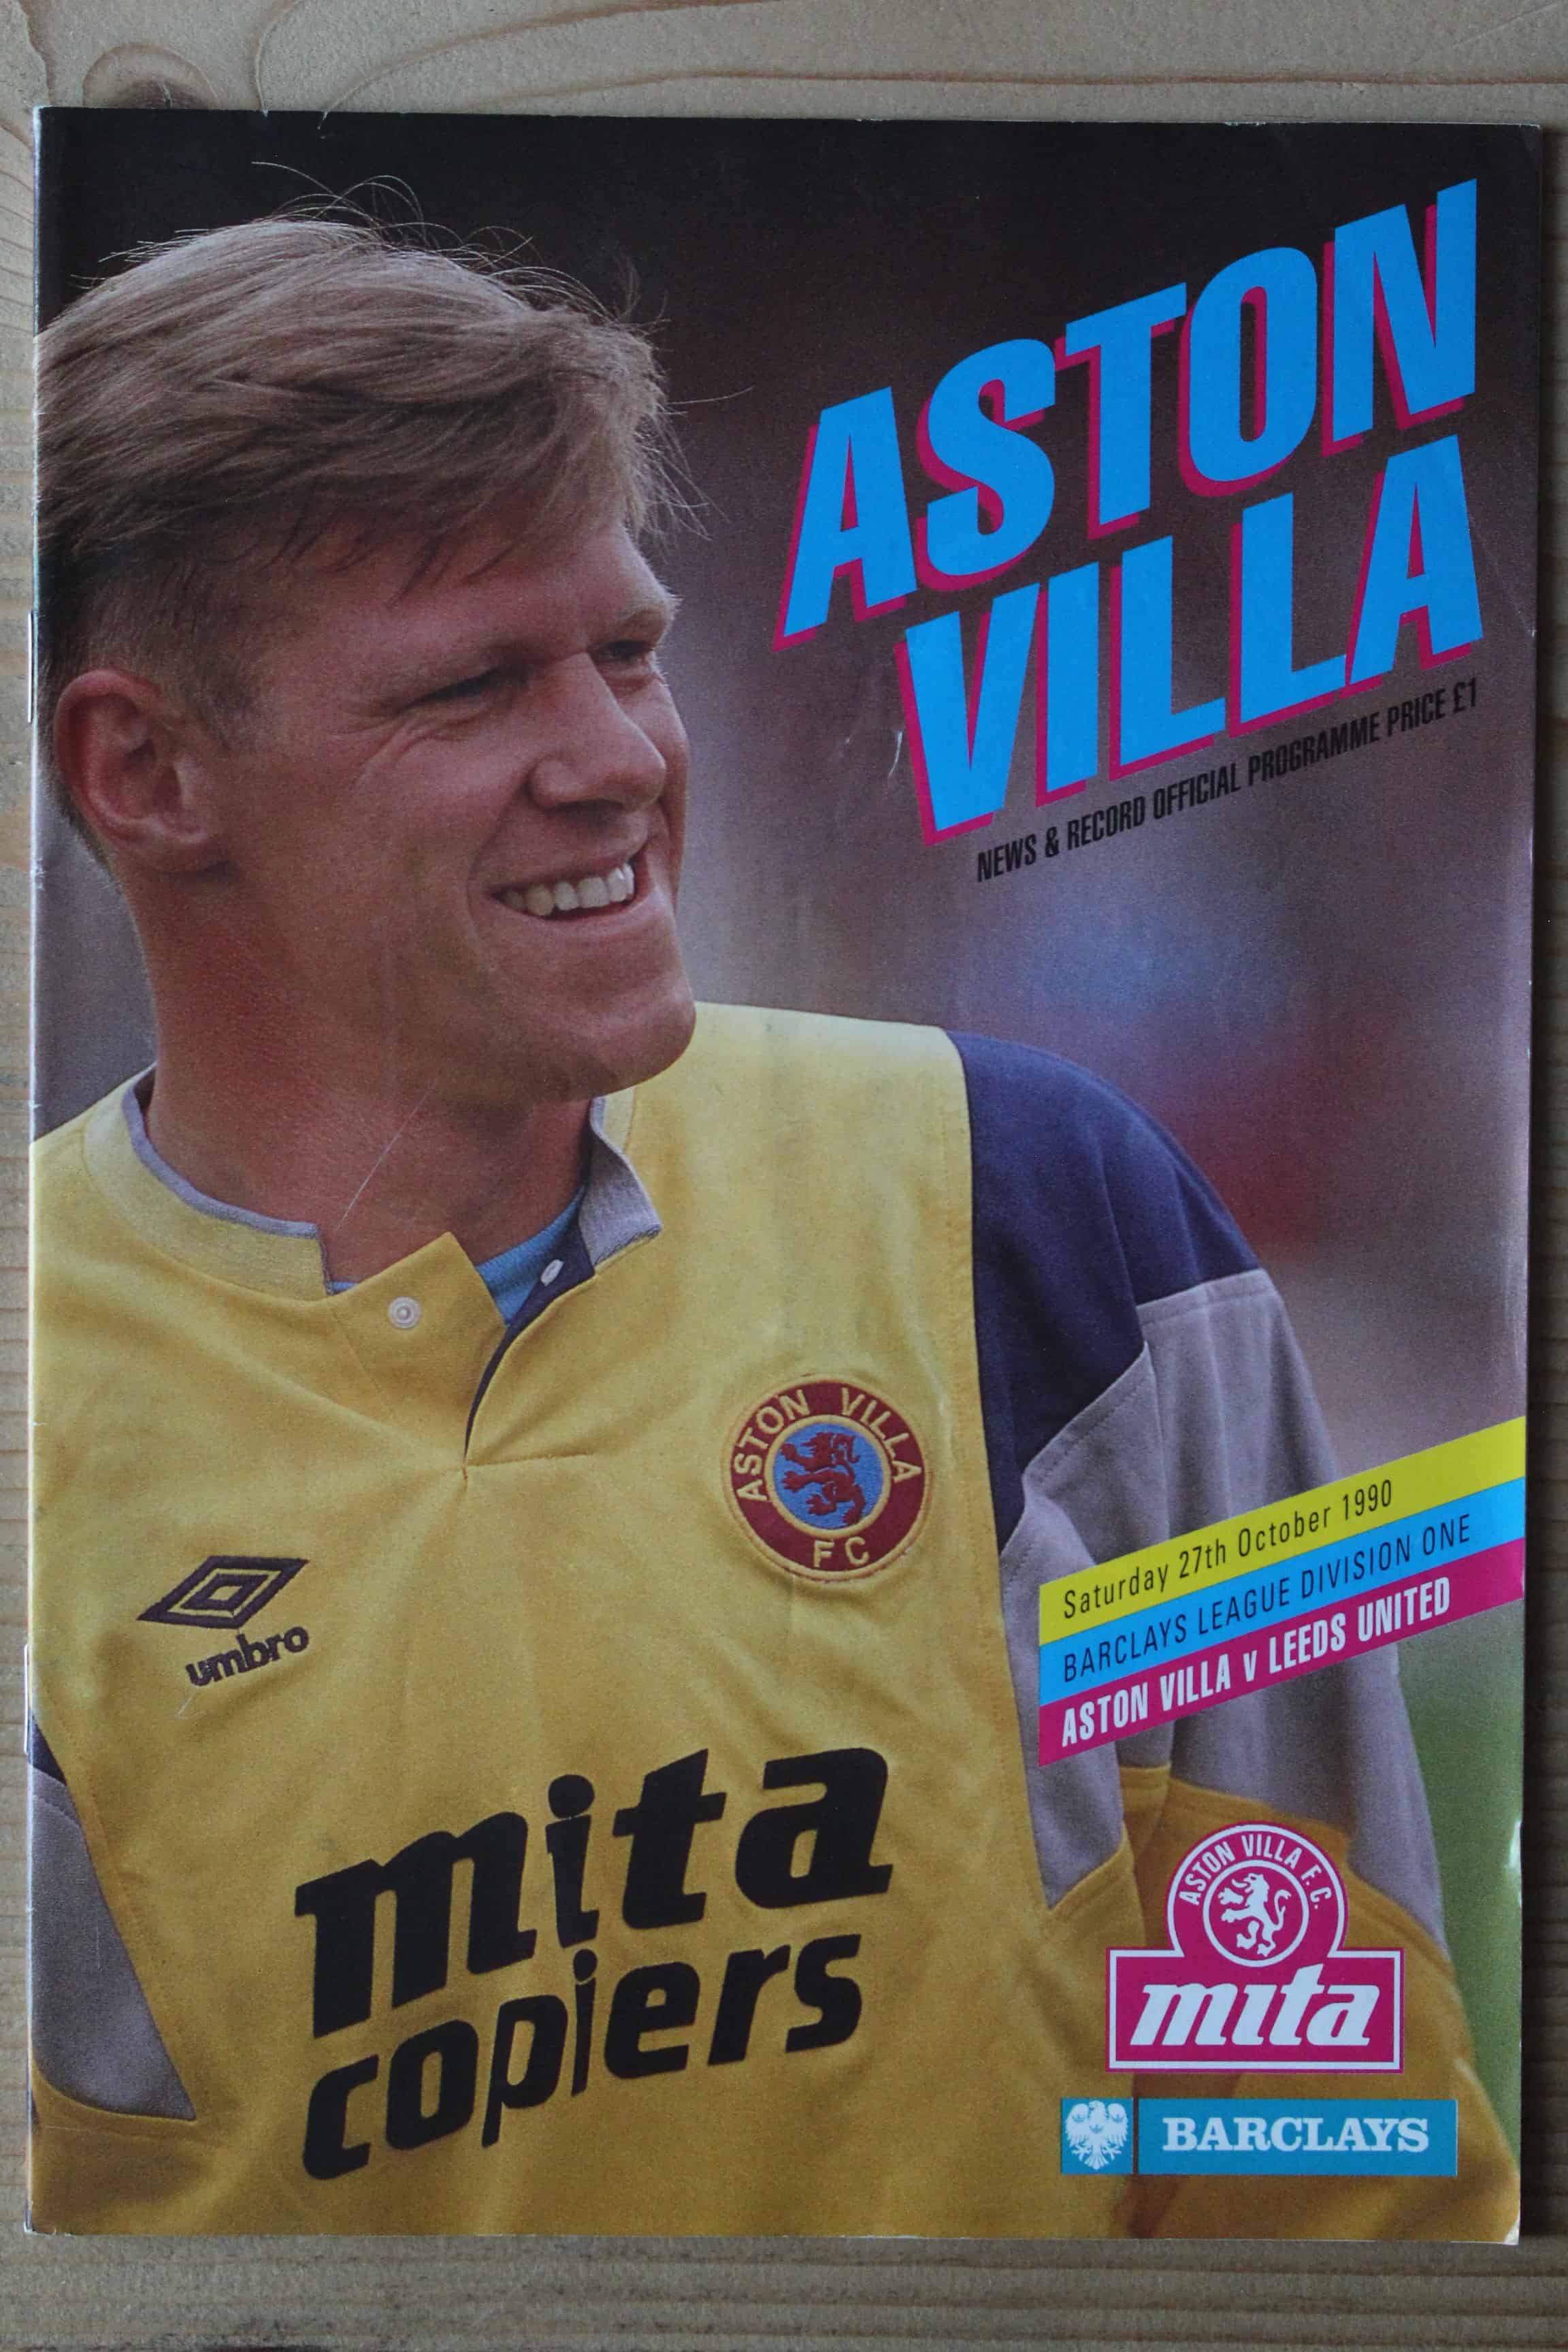 ASTON
VILLA
NEWS & RECORD OFFICIAL PROGRAMME PRICE £1
ASTON VILLA
FC
umbro
mita
copiers
Saturday 27th October 1990
BARCLAYS LEAGUE DIVISION ONE
ASTON VILLA v LEEDS UNITED
ASTON VILLA F.C.
mita
BARCLAYS